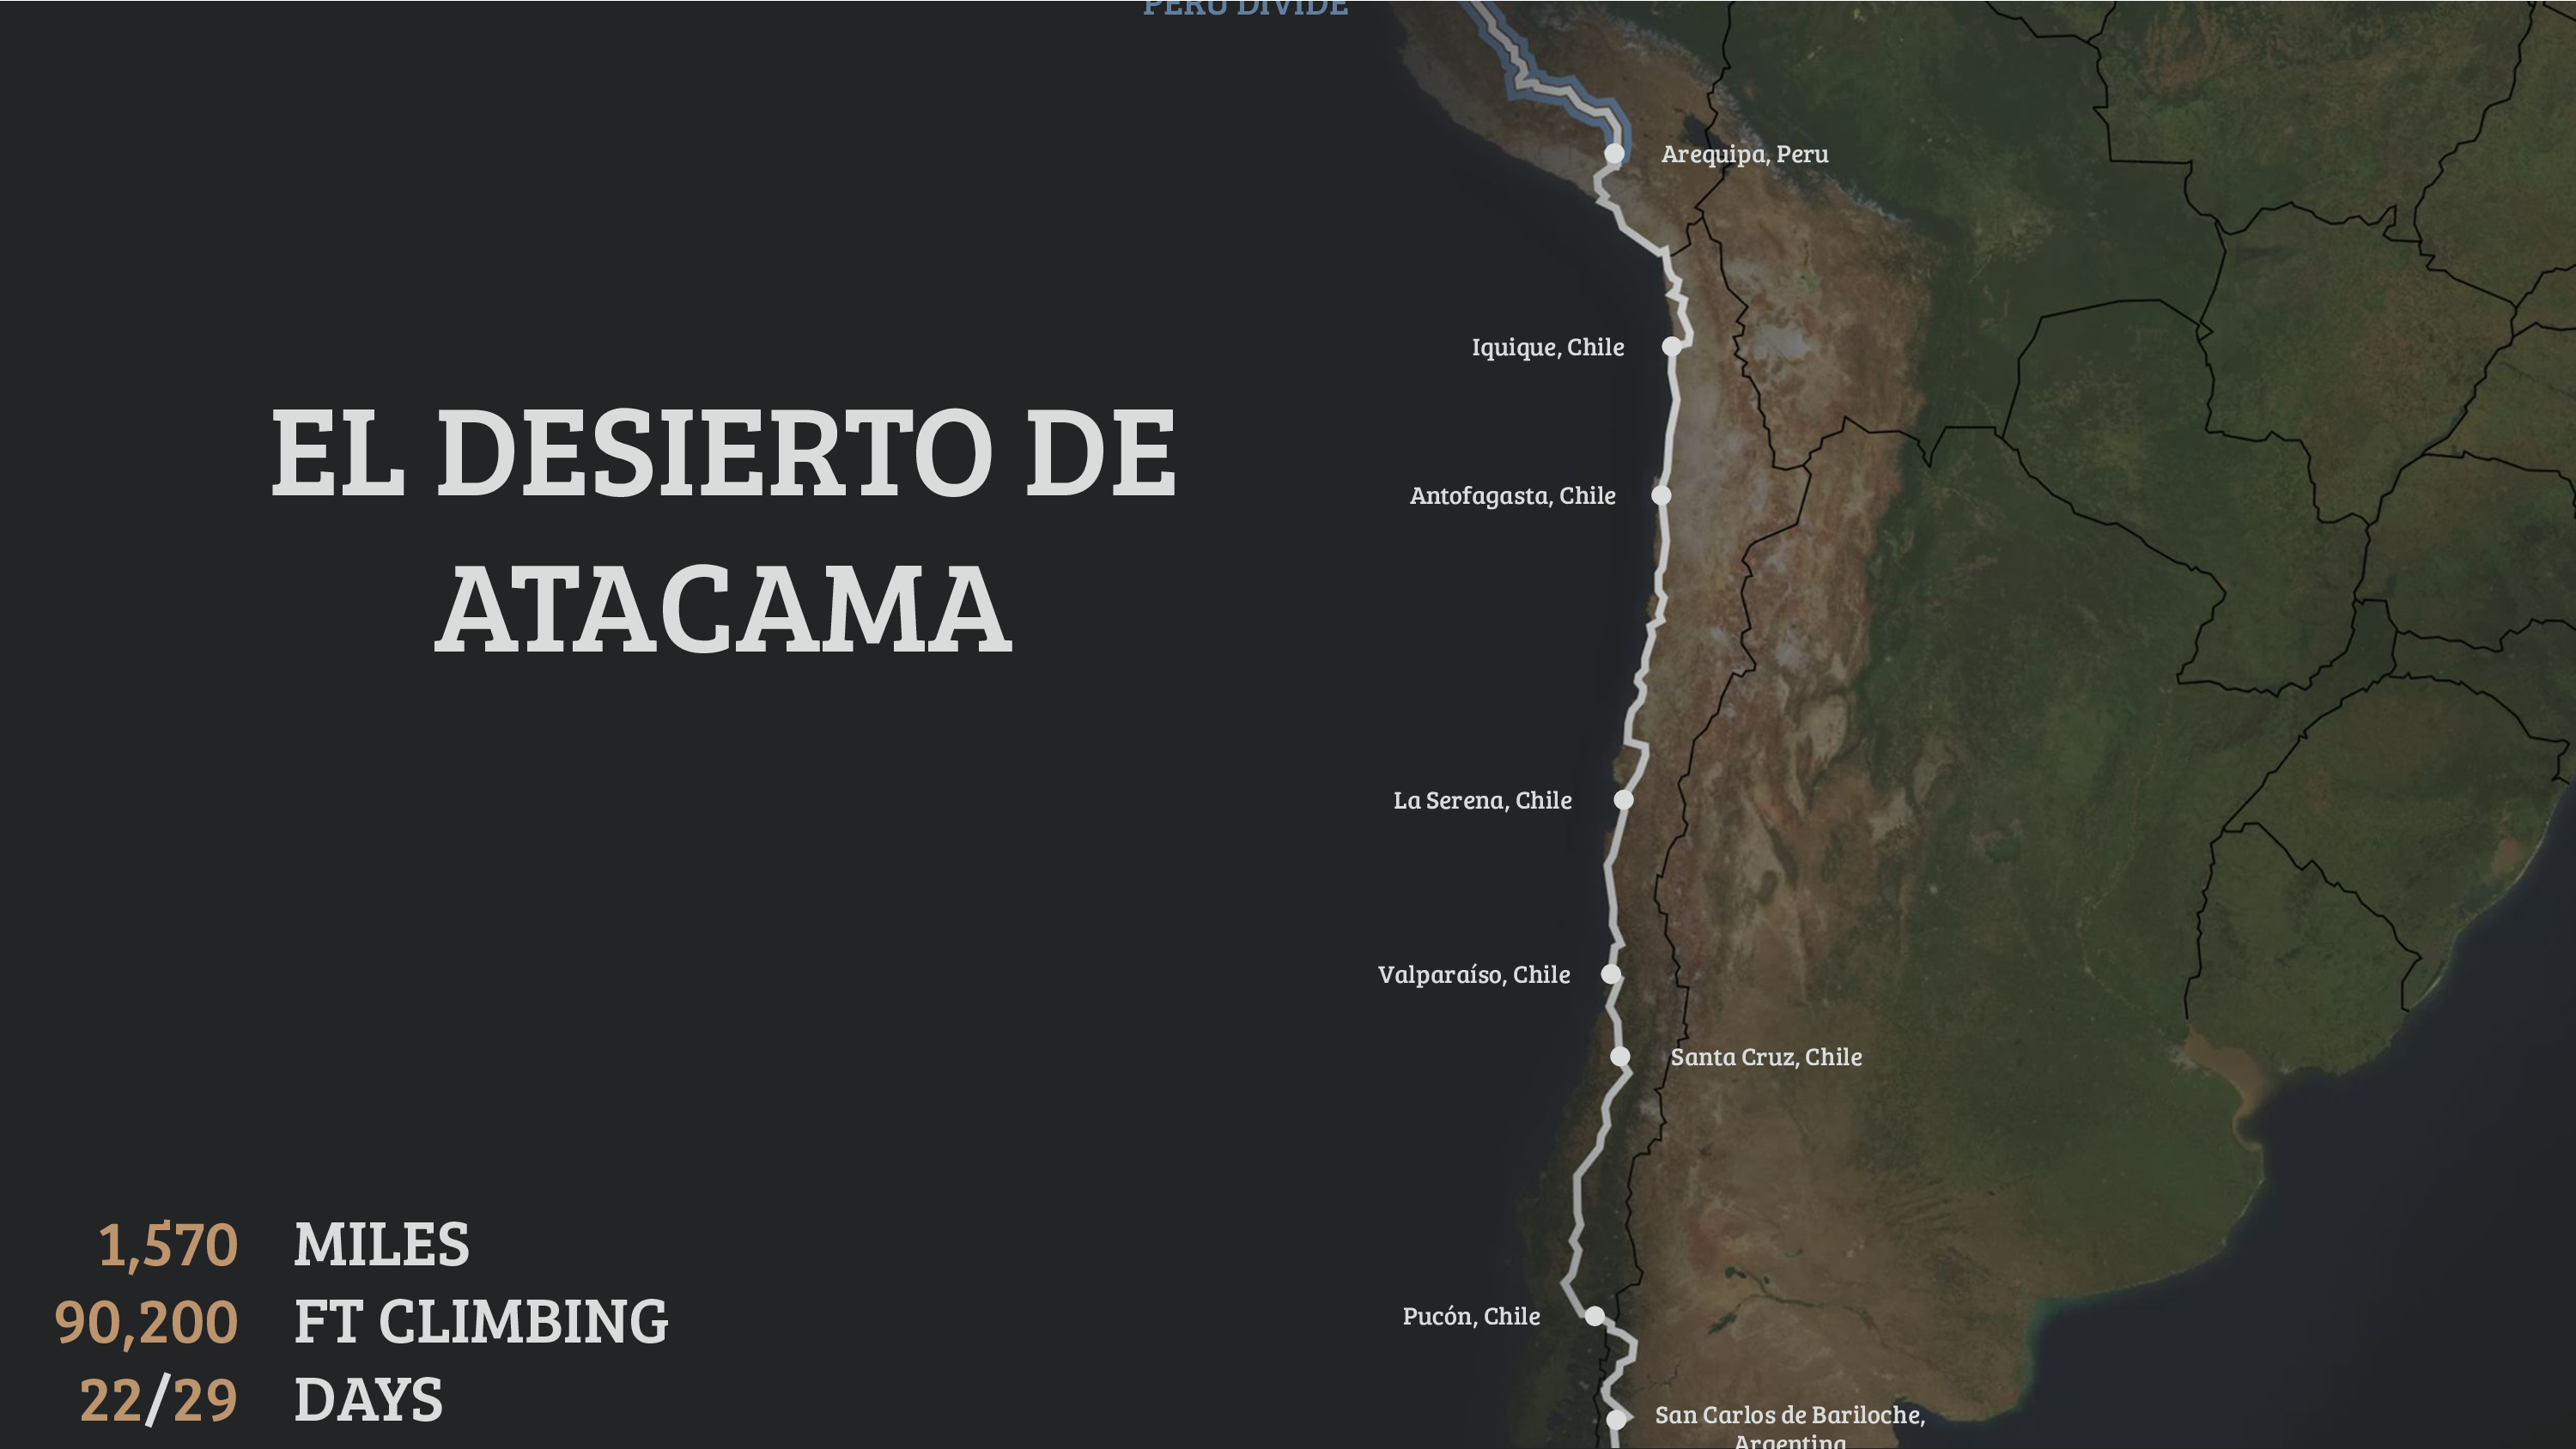 PERU DIVIDE
Arequipa, Peru
Iquique, Chile
EL DESIERTO DE
ATACAMA
Antofagasta, Chile
La Serena, Chile
Valparaíso, Chile
Santa Cruz, Chile
1,570 MILES
90,200 FT CLIMBING
22/29 DAYS
Pucón, Chile
San Carlos de Bariloche,
Argentina